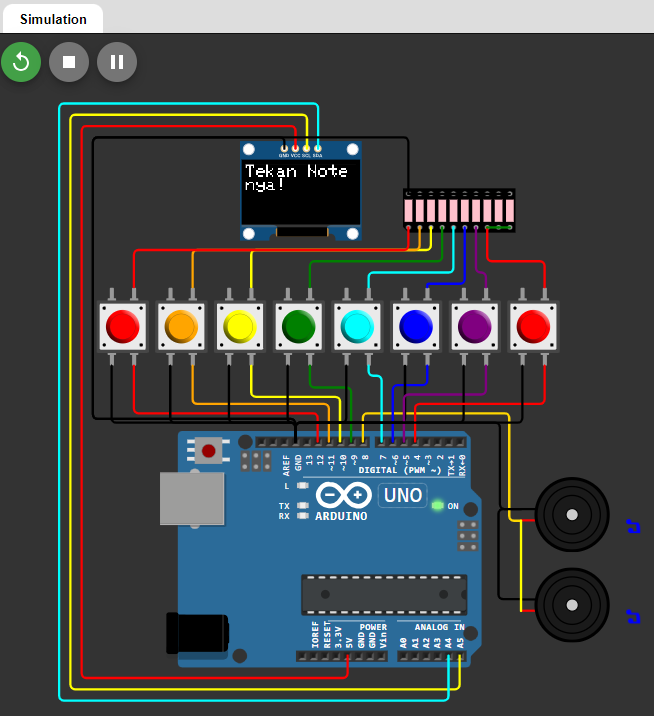 Simulation
GND VCC SCL SDA
Tekan Note
nya!
AREF
GND
13
12
~11
~10
~9
8
7
~6
~5
4
~3
2
TX→1
RX←0
DIGITAL (PWM ~)
L
TX
RX
UNO
ON
ARDUINO
IOREF
RESET
3.3V
5V
GND
GND
Vin
POWER
ANALOG IN
A0
A1
A2
A3
A4
A5